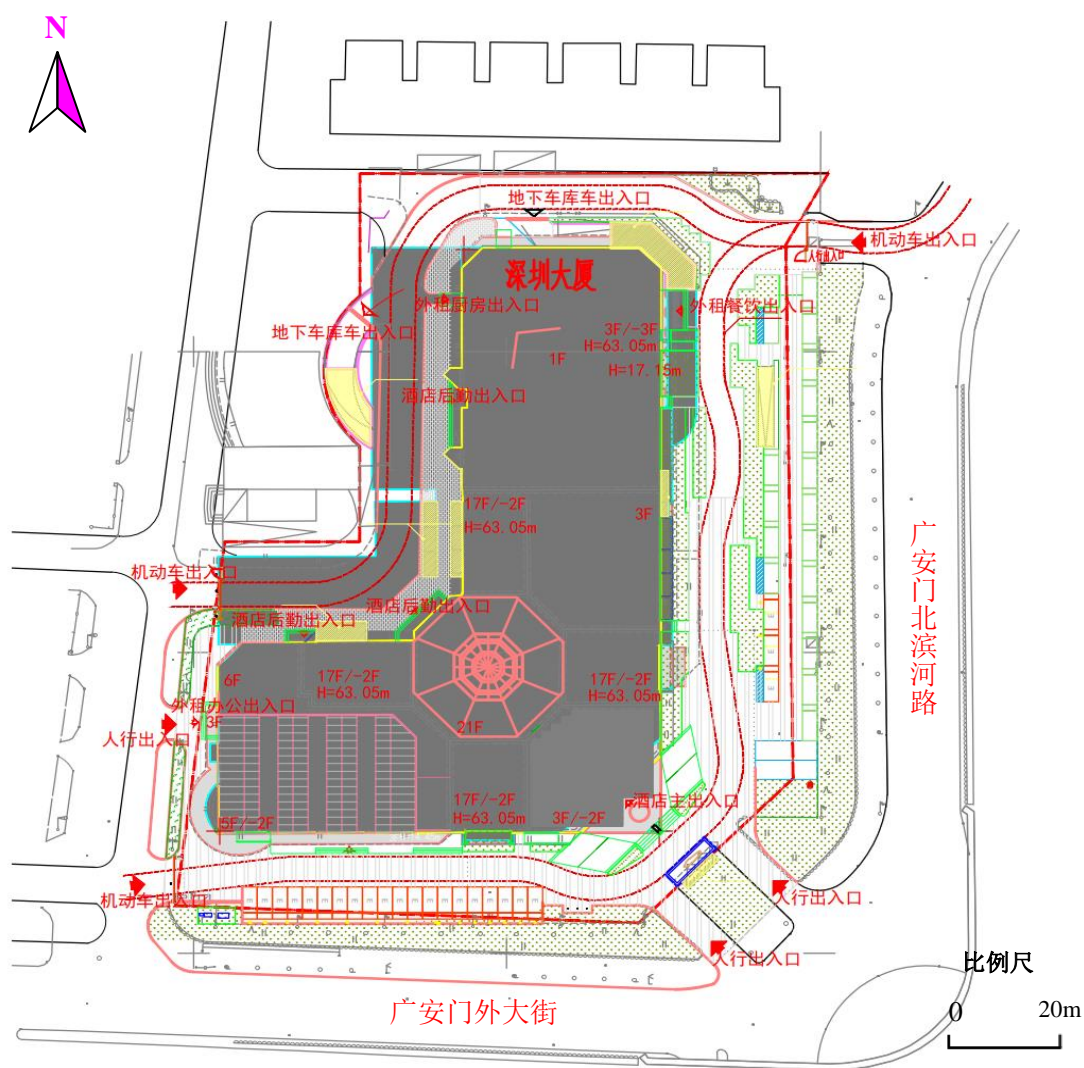 N
地下车库车出入口
机动车出入口
人行出入口
深圳大厦
外租厨房出入口
外租餐饮出入口
地下车库车出入口
3F/-3F
H=63.05m
1F
H=17.15m
酒店后勤出入口
17F/-2F
H=63.05m
3F
广安门北滨河路
机动车出入口
酒店后勤出入口
酒店后勤出入口
6F
17F/-2F
H=63.05m
17F/-2F
H=63.05m
外租办公出入口
3F
21F
人行出入口
17F/-2F
H=63.05m
3F/-2F
酒店主出入口
5F/-2F
机动车出入口
人行出入口
人行出入口
比例尺
广安门外大街
0
20m